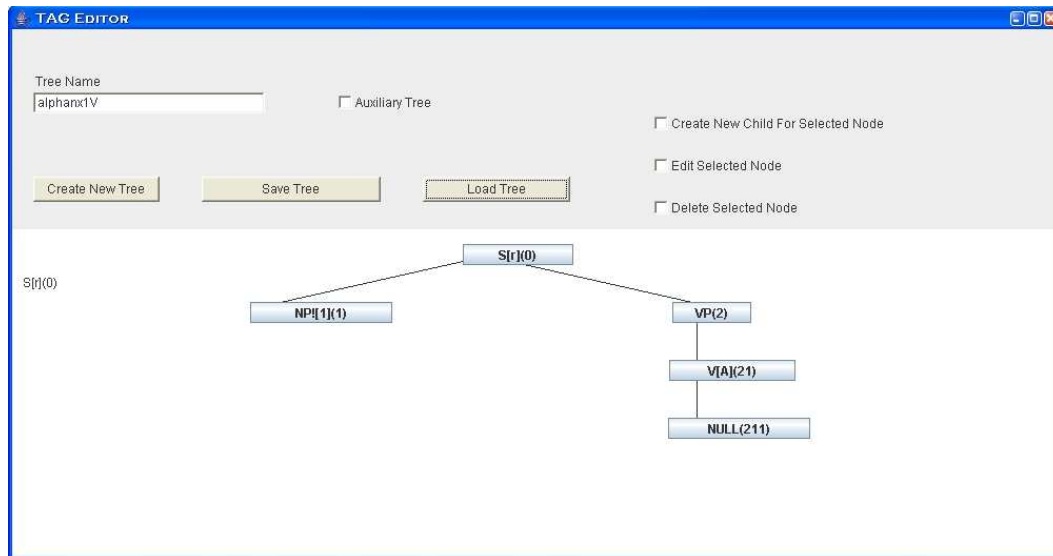 TAG EDITOR
Tree Name
alphanx1V
Auxiliary Tree
Create New Child For Selected Node
Edit Selected Node
Create New Tree
Save Tree
Load Tree
Delete Selected Node
S[r](0)
S[r](0)
NP![1](1)
VP(2)
V[A](21)
NULL(211)